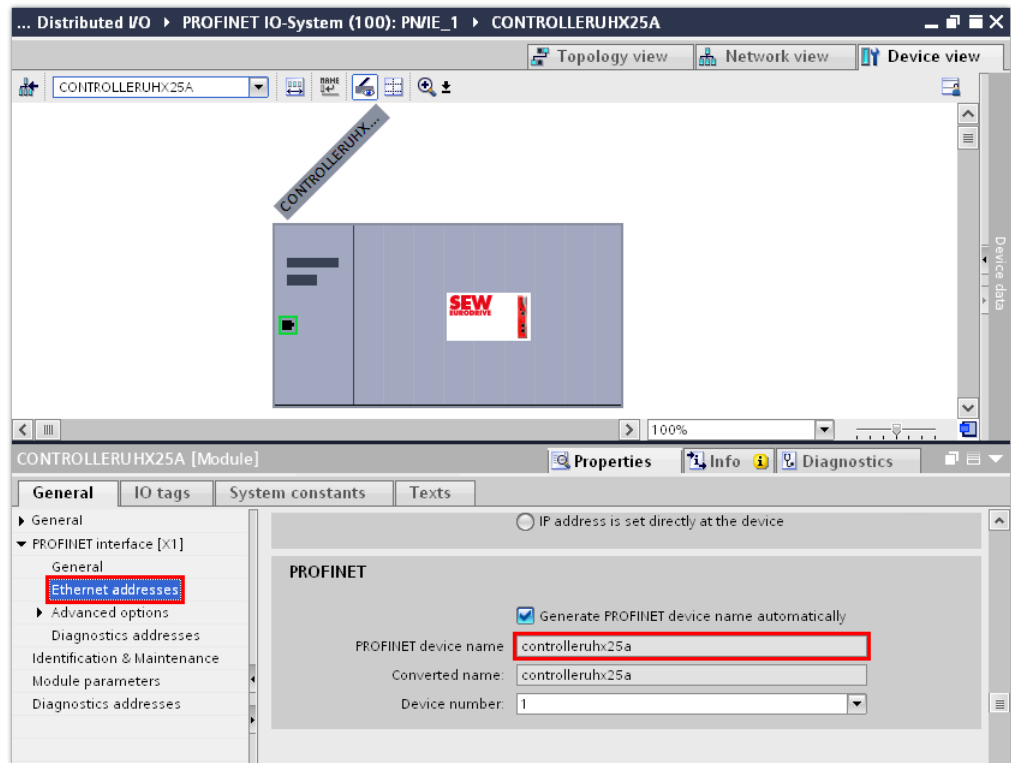 ... Distributed I/O ▸ PROFINET IO-System (100): PN/IE_1 ▸ CONTROLLERUHX25A
Topology view Network view Device view
CONTROLLERUHX25A NAME
CONTROLLERUHX...
SEW
EURODRIVE
Device data
100%
CONTROLLERUHX25A [Module] Properties Info Diagnostics
General IO tags System constants Texts
General
IP address is set directly at the device
PROFINET interface [X1]
General
PROFINET
Ethernet addresses
Generate PROFINET device name automatically
Advanced options
Diagnostics addresses
PROFINET device name controlleruhx25a
Identification & Maintenance
Converted name: controlleruhx25a
Module parameters
Device number: 1
Diagnostics addresses